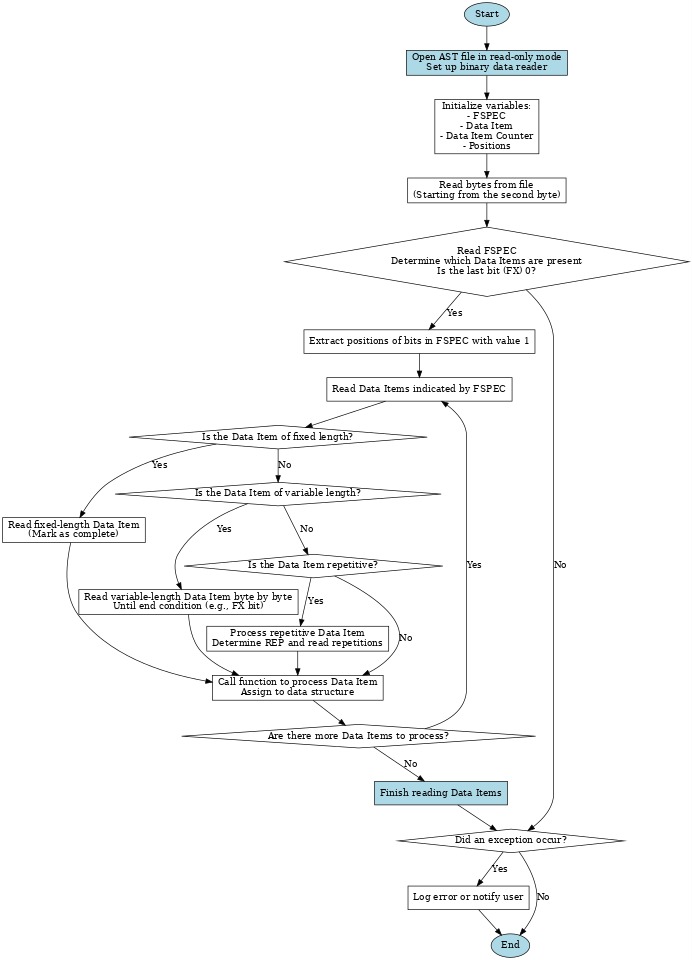 Start
Open AST file in read-only mode
Set up binary data reader
Initialize variables:
- FSPEC
- Data Item
- Data Item Counter
- Positions
Read bytes from file
(Starting from the second byte)
Read FSPEC
Determine which Data Items are present
Is the last bit (FX) 0?
Yes
Extract positions of bits in FSPEC with value 1
Read Data Items indicated by FSPEC
Is the Data Item of fixed length?
Yes
No
Is the Data Item of variable length?
Read fixed-length Data Item
(Mark as complete)
Yes
No
Is the Data Item repetitive?
Yes
No
Read variable-length Data Item byte by byte
Until end condition (e.g., FX bit)
Yes
Process repetitive Data Item
Determine REP and read repetitions
No
Call function to process Data Item
Assign to data structure
Are there more Data Items to process?
No
Finish reading Data Items
Did an exception occur?
Yes
Log error or notify user
No
End